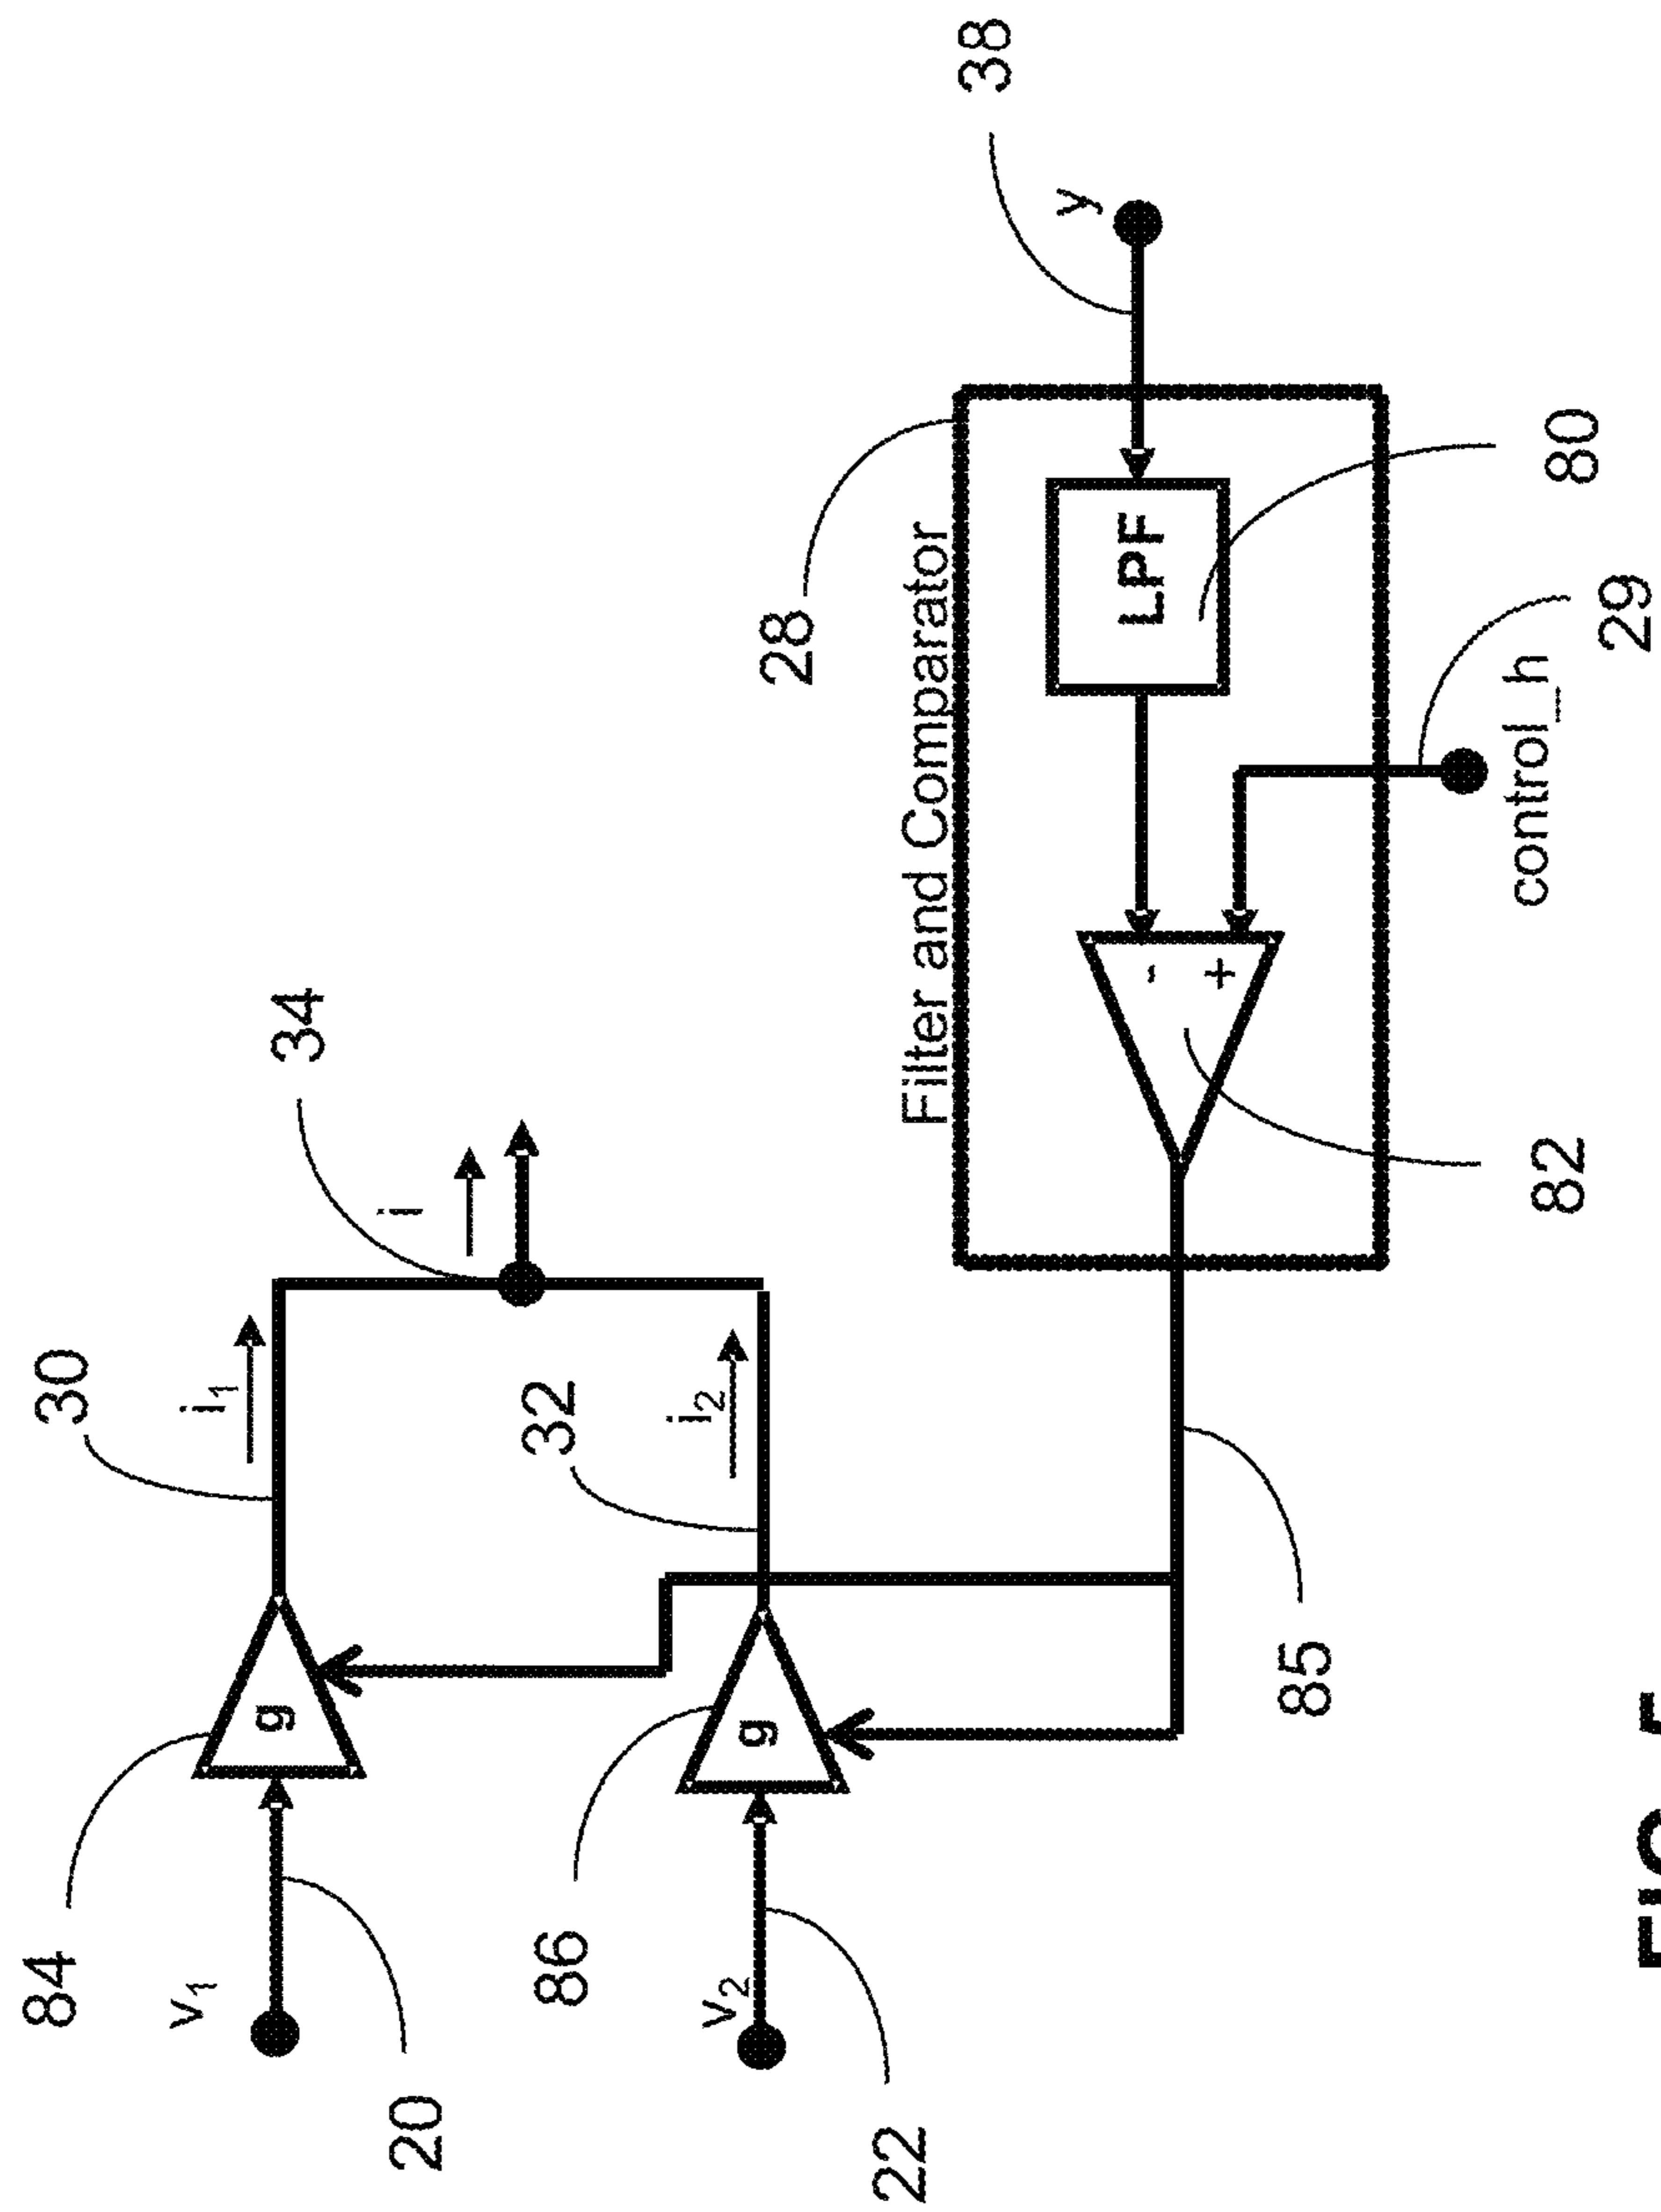 84
30
v1
i1
g
34
i
20
86
32
v2
i2
g
28
22
Filter and Comparator
38
y
LPF
-
+
85
control_h
82
80
29